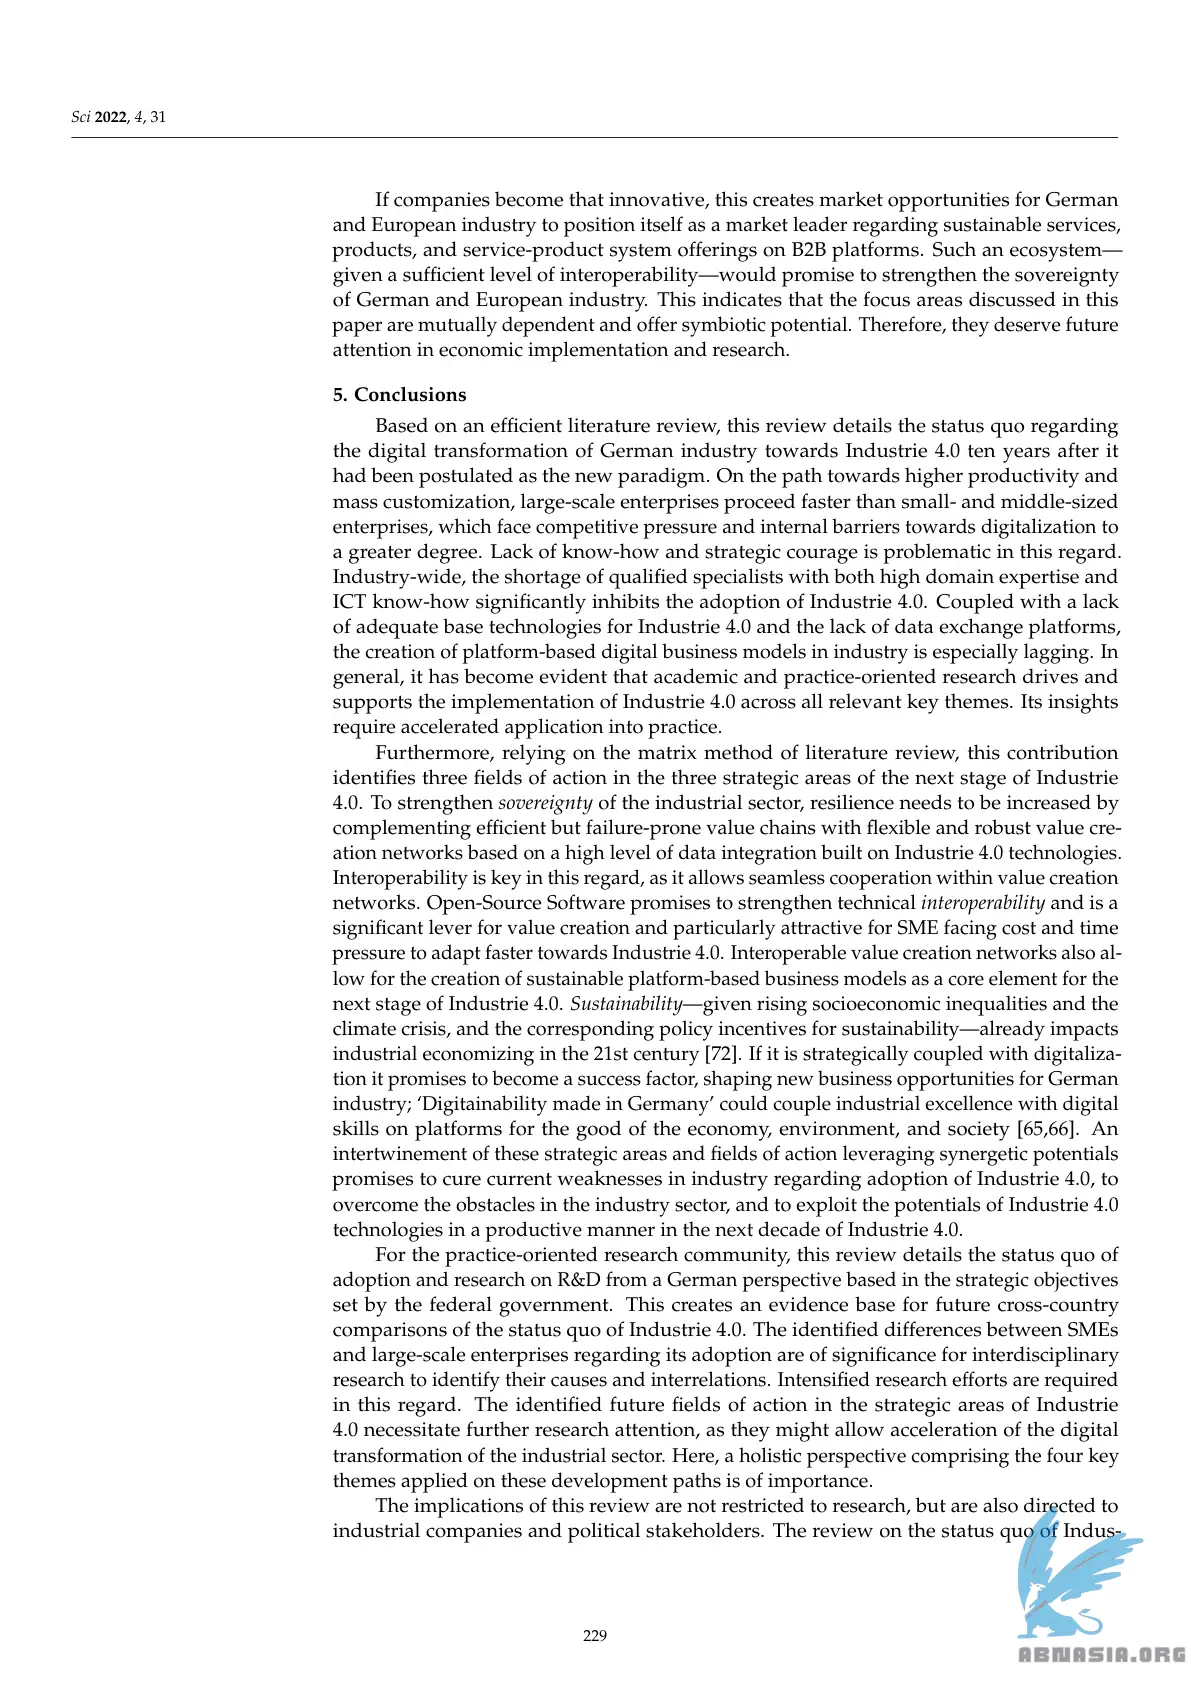 Sci 2022, 4, 31
If companies become that innovative, this creates market opportunities for German
and European industry to position itself as a market leader regarding sustainable services,
products, and service-product system offerings on B2B platforms. Such an ecosystem—
given a sufficient level of interoperability—would promise to strengthen the sovereignty
of German and European industry. This indicates that the focus areas discussed in this
paper are mutually dependent and offer symbiotic potential. Therefore, they deserve future
attention in economic implementation and research.
5. Conclusions
Based on an efficient literature review, this review details the status quo regarding
the digital transformation of German industry towards Industrie 4.0 ten years after it
had been postulated as the new paradigm. On the path towards higher productivity and
mass customization, large-scale enterprises proceed faster than small- and middle-sized
enterprises, which face competitive pressure and internal barriers towards digitalization to
a greater degree. Lack of know-how and strategic courage is problematic in this regard.
Industry-wide, the shortage of qualified specialists with both high domain expertise and
ICT know-how significantly inhibits the adoption of Industrie 4.0. Coupled with a lack
of adequate base technologies for Industrie 4.0 and the lack of data exchange platforms,
the creation of platform-based digital business models in industry is especially lagging. In
general, it has become evident that academic and practice-oriented research drives and
supports the implementation of Industrie 4.0 across all relevant key themes. Its insights
require accelerated application into practice.
Furthermore, relying on the matrix method of literature review, this contribution
identifies three fields of action in the three strategic areas of the next stage of Industrie
4.0. To strengthen sovereignty of the industrial sector, resilience needs to be increased by
complementing efficient but failure-prone value chains with flexible and robust value cre-
ation networks based on a high level of data integration built on Industrie 4.0 technologies.
Interoperability is key in this regard, as it allows seamless cooperation within value creation
networks. Open-Source Software promises to strengthen technical interoperability and is a
significant lever for value creation and particularly attractive for SME facing cost and time
pressure to adapt faster towards Industrie 4.0. Interoperable value creation networks also al-
low for the creation of sustainable platform-based business models as a core element for the
next stage of Industrie 4.0. Sustainability—given rising socioeconomic inequalities and the
climate crisis, and the corresponding policy incentives for sustainability—already impacts
industrial economizing in the 21st century [72]. If it is strategically coupled with digitaliza-
tion it promises to become a success factor, shaping new business opportunities for German
industry; ‘Digitainability made in Germany’ could couple industrial excellence with digital
skills on platforms for the good of the economy, environment, and society [65,66]. An
intertwinement of these strategic areas and fields of action leveraging synergetic potentials
promises to cure current weaknesses in industry regarding adoption of Industrie 4.0, to
overcome the obstacles in the industry sector, and to exploit the potentials of Industrie 4.0
technologies in a productive manner in the next decade of Industrie 4.0.
For the practice-oriented research community, this review details the status quo of
adoption and research on R&D from a German perspective based in the strategic objectives
set by the federal government. This creates an evidence base for future cross-country
comparisons of the status quo of Industrie 4.0. The identified differences between SMEs
and large-scale enterprises regarding its adoption are of significance for interdisciplinary
research to identify their causes and interrelations. Intensified research efforts are required
in this regard. The identified future fields of action in the strategic areas of Industrie
4.0 necessitate further research attention, as they might allow acceleration of the digital
transformation of the industrial sector. Here, a holistic perspective comprising the four key
themes applied on these development paths is of importance.
The implications of this review are not restricted to research, but are also directed to
industrial companies and political stakeholders. The review on the status quo of Indus-
229
ABNASIA.ORG